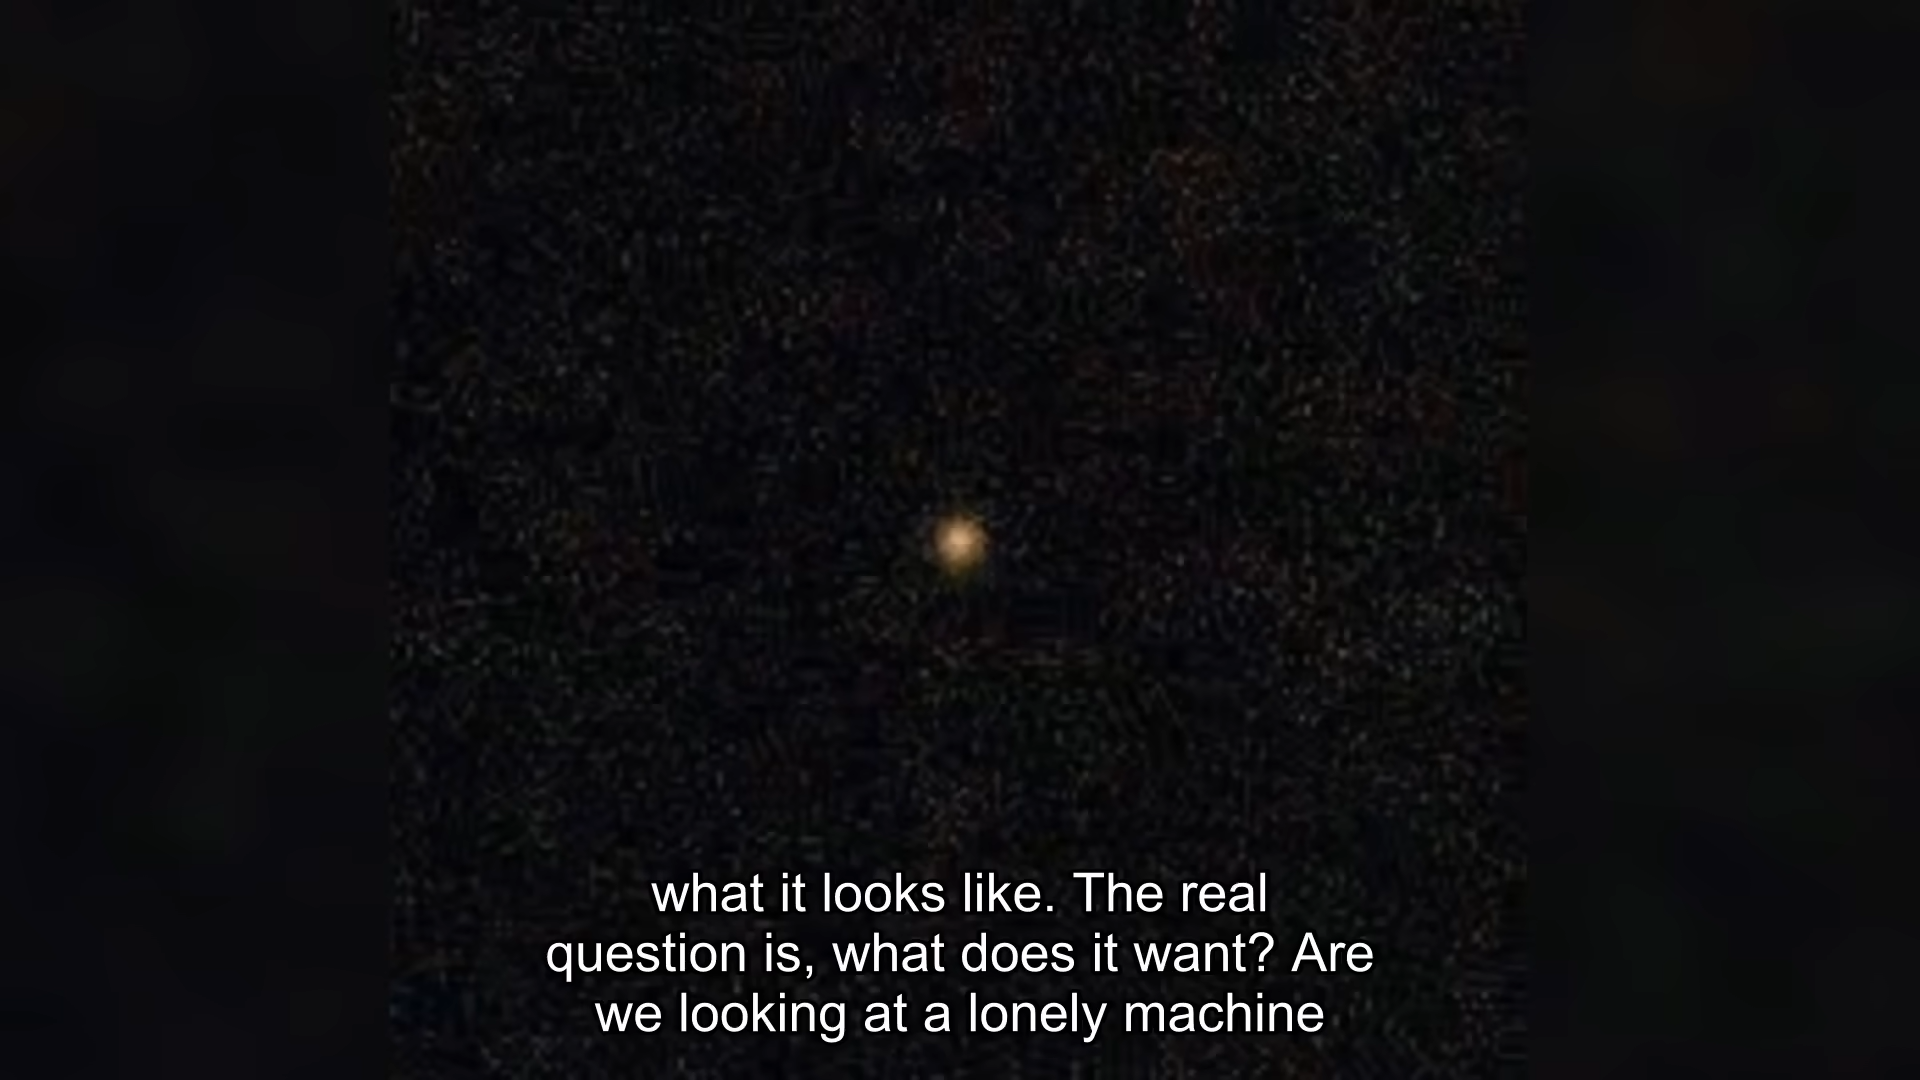 what it looks like. The real
question is, what does it want? Are
we looking at a lonely machine